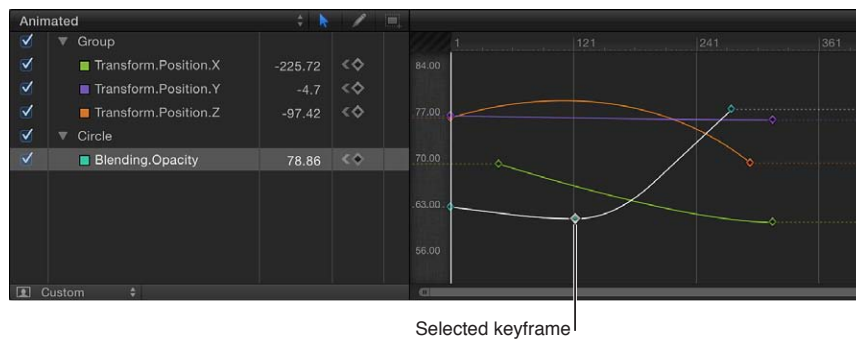 Animated
Group
Transform.Position.X -225.72
Transform.Position.Y -4.7
Transform.Position.Z -97.42
Circle
Blending.Opacity 78.86
Custom
1 121 241 361
84.00
77.00
70.00
.63.00
56.00
Selected keyframe